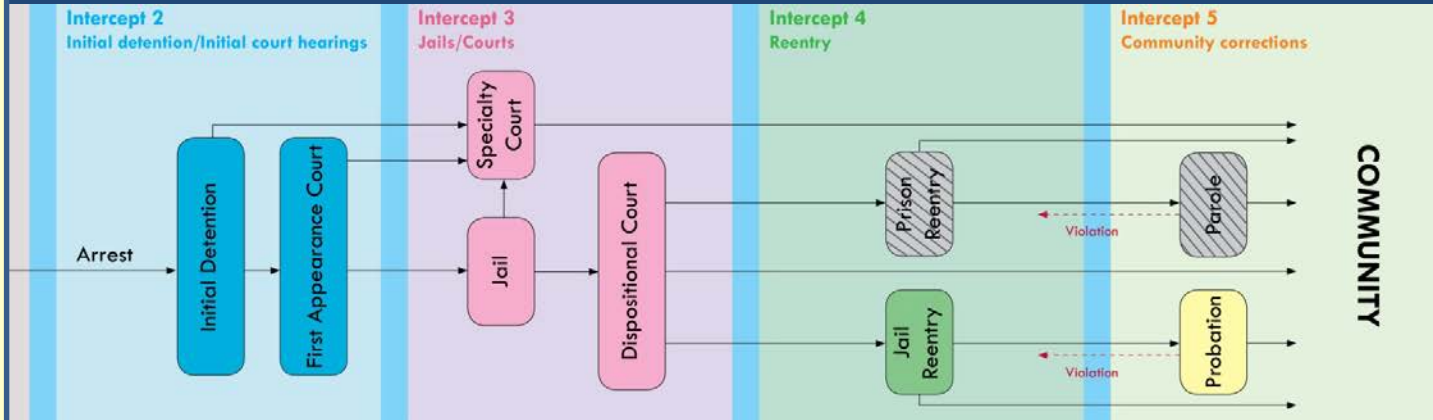 Intercept 2
Initial detention/Initial court hearings
Intercept 3
Jails/Courts
Intercept 4
Reentry
Intercept 5
Community corrections
Arrest
Initial Detention
First Appearance Court
Specialty
Court
Jail
Dispositional Court
Prison
Reentry
Violation
Parole
Jail
Reentry
Violation
Probation
COMMUNITY